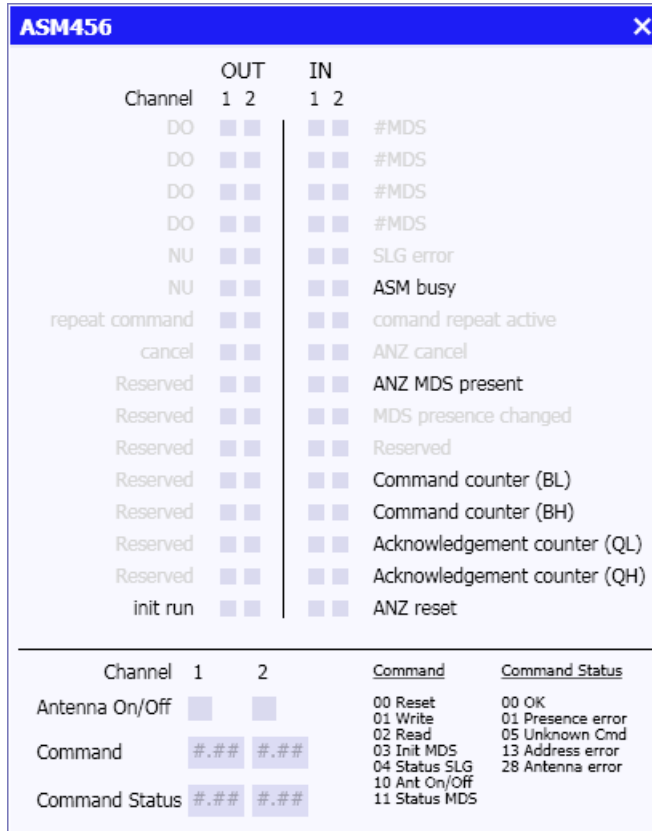 ASM456 ×
OUT IN
Channel 1 2 1 2
DO #MDS
DO #MDS
DO #MDS
DO #MDS
NU SLG error
NU ASM busy
repeat command comand repeat active
cancel ANZ cancel
Reserved ANZ MDS present
Reserved MDS presence changed
Reserved Reserved
Reserved Command counter (BL)
Reserved Command counter (BH)
Reserved Acknowledgement counter (QL)
Reserved Acknowledgement counter (QH)
init run ANZ reset
Channel 1 2
Antenna On/Off
Command #.## #.##
Command Status #.## #.##
Command
00 Reset
01 Write
02 Read
03 Init MDS
04 Status SLG
10 Ant On/Off
11 Status MDS
Command Status
00 OK
01 Presence error
05 Unknown Cmd
13 Address error
28 Antenna error